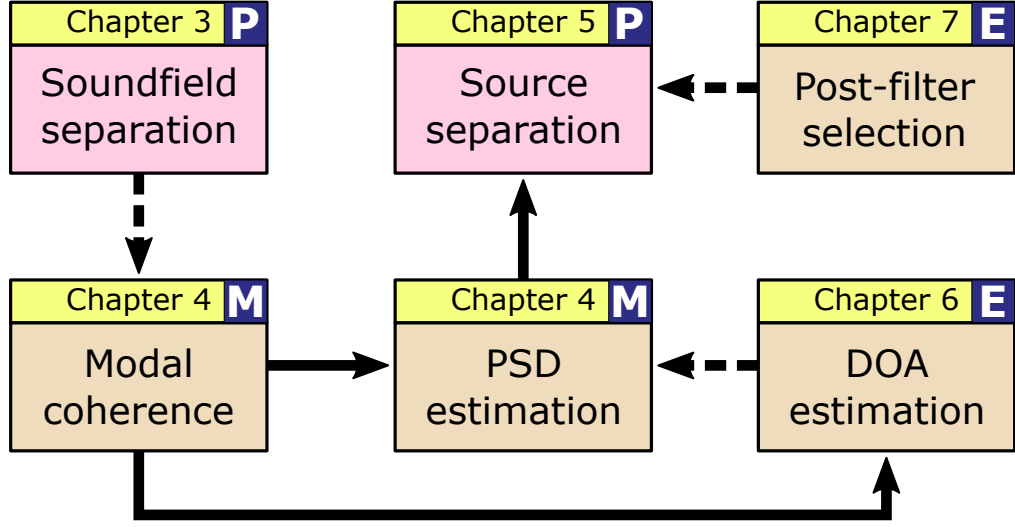 Chapter 3 P
Soundfield
separation
Chapter 5 P
Source
separation
Chapter 7 E
Post-filter
selection
Chapter 4 M
Modal
coherence
Chapter 4 M
PSD
estimation
Chapter 6 E
DOA
estimation